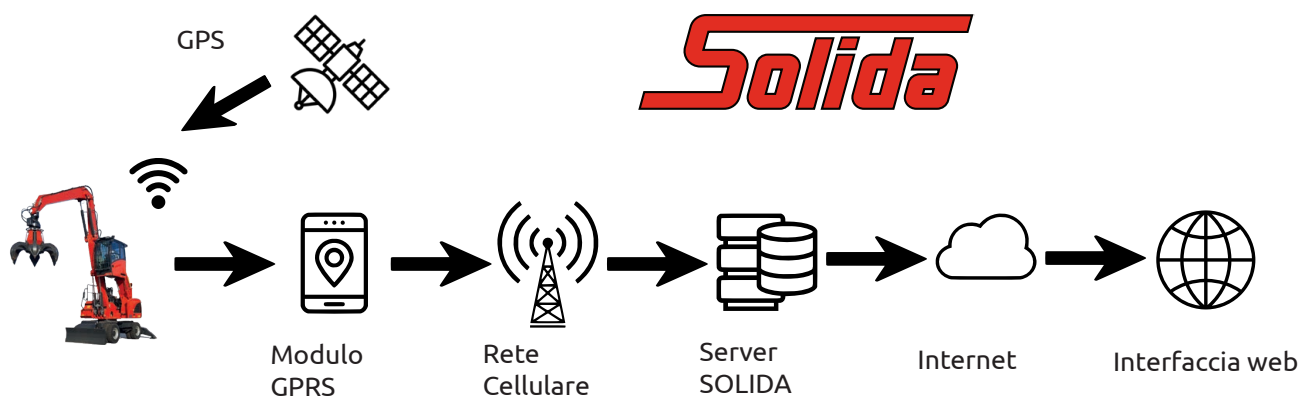 GPS
Solida
Modulo
GPRS
Rete
Cellulare
Server
SOLIDA
Internet
Interfaccia web